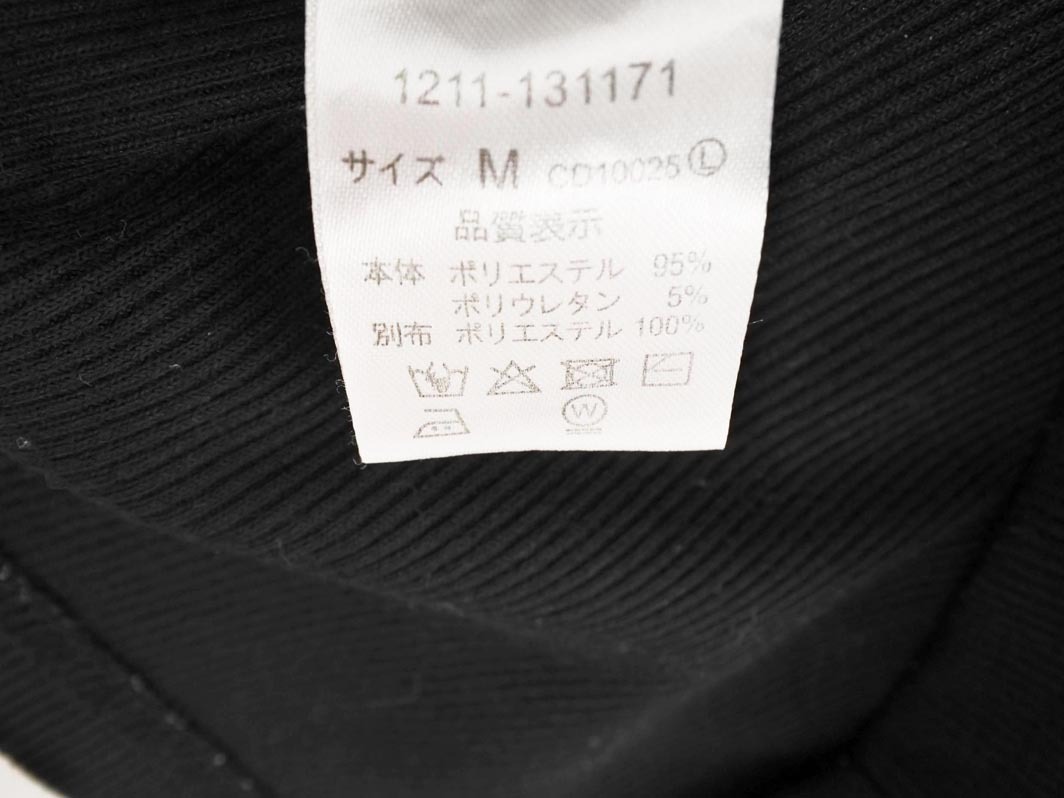 1211-131171
サイズ M CD10025 Ⓛ
品質表示
本体 ポリエステル 95%
ポリウレタン 5%
別布 ポリエステル 100%
W